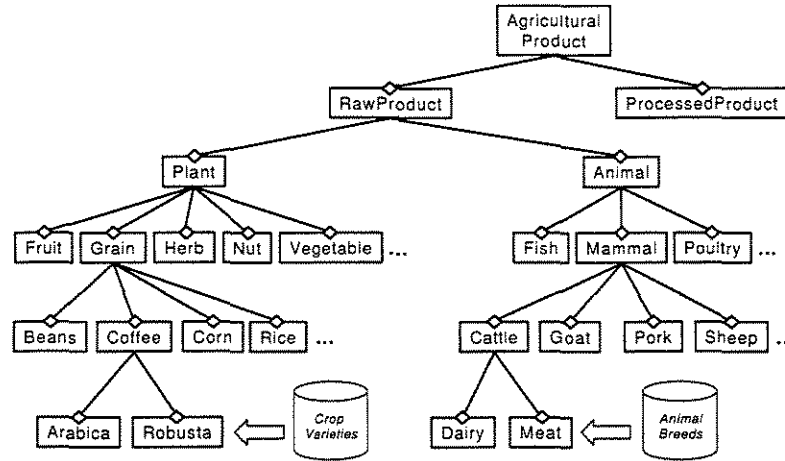 Agricultural
Product
RawProduct
ProcessedProduct
Plant
Animal
Fruit
Grain
Herb
Nut
Vegetable
...
Fish
Mammal
Poultry
...
Beans
Coffee
Corn
Rice
...
Cattle
Goat
Pork
Sheep
...
Arabica
Robusta
Crop
Varieties
Dairy
Meat
Animal
Breeds